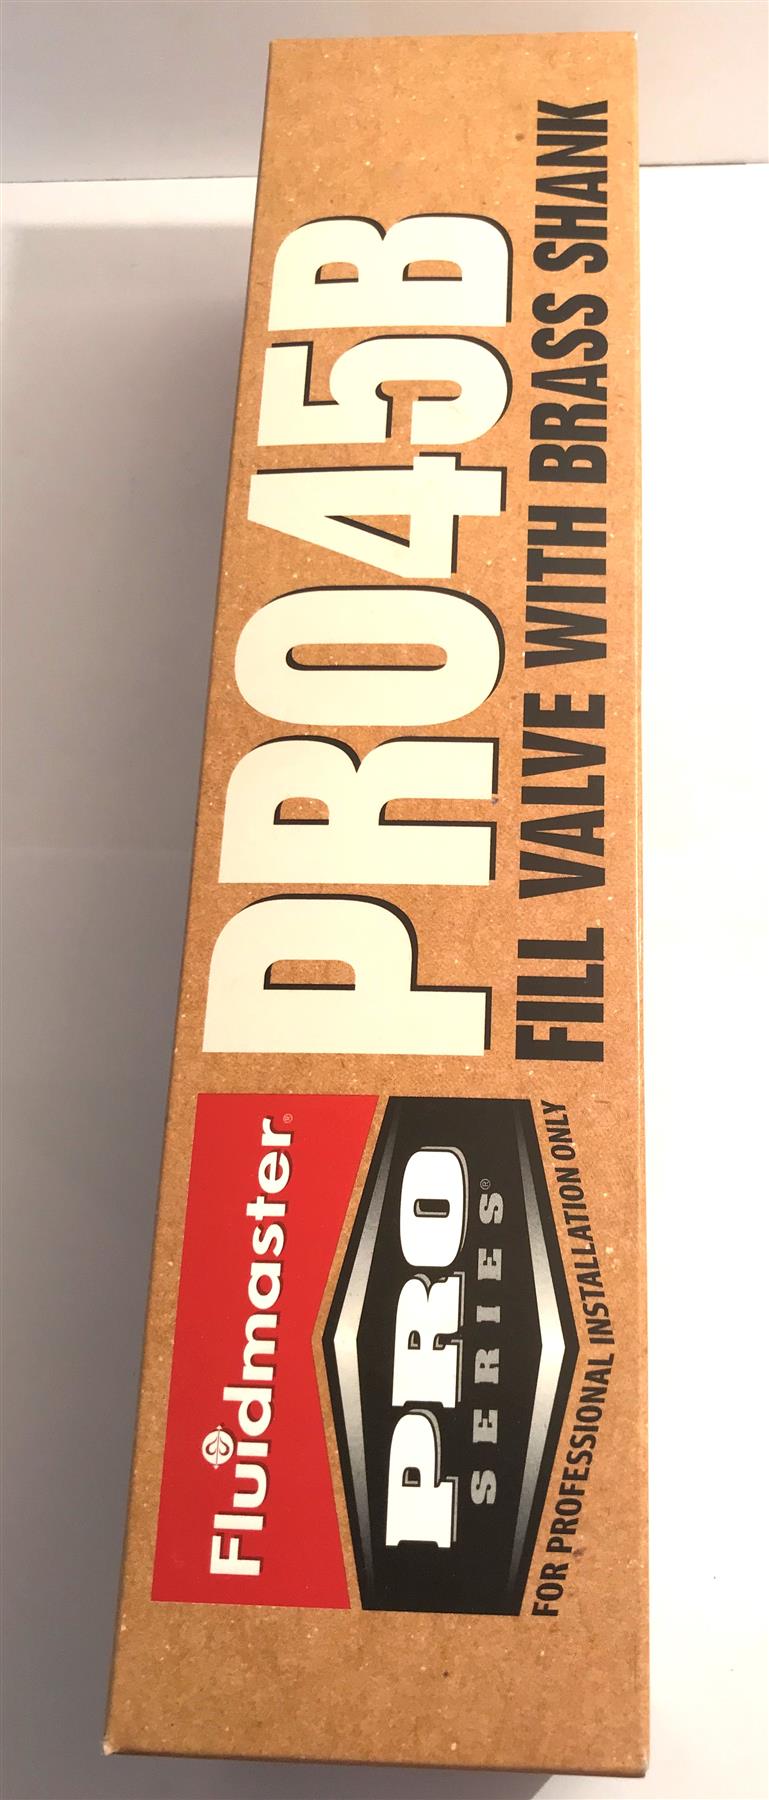 Fluidmaster®
PRO
SERIES®
FOR PROFESSIONAL INSTALLATION ONLY
PRO45B
FILL VALVE WITH BRASS SHANK